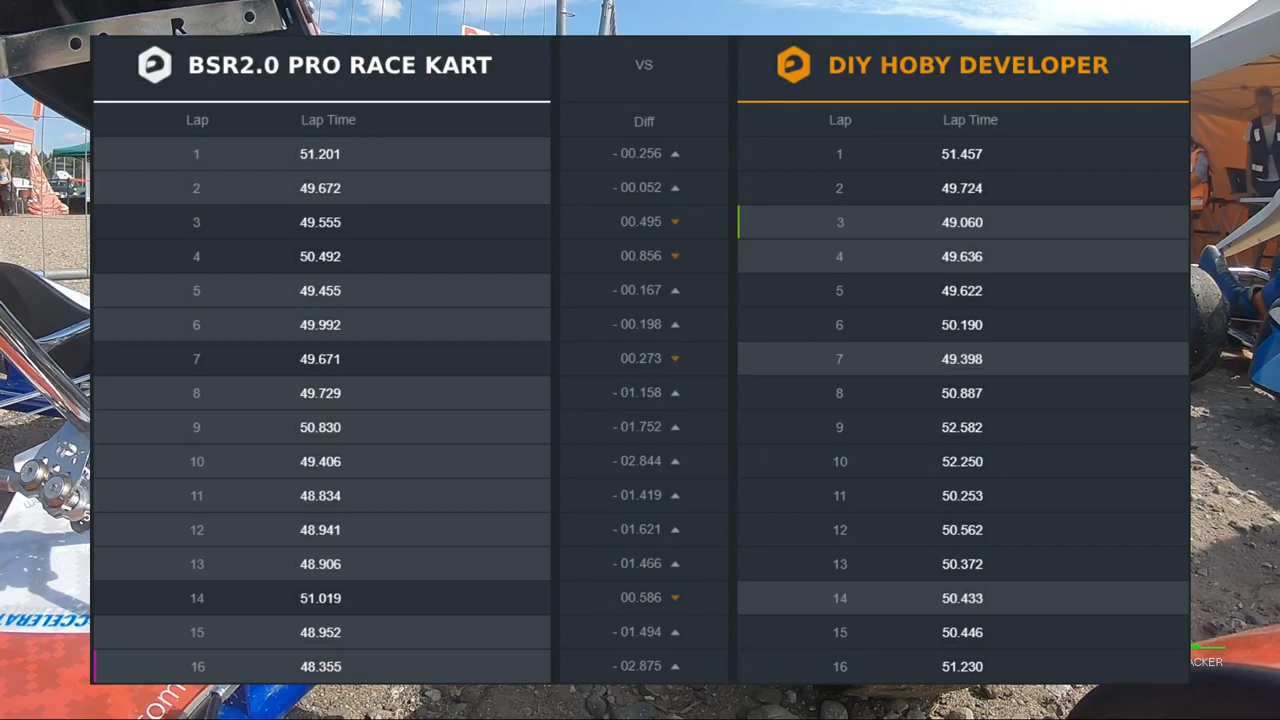 BSR2.0 PRO RACE KART VS DIY HOBY DEVELOPER
Lap Lap Time Diff Lap Lap Time
1 51.201 - 00.256 1 51.457
2 49.672 - 00.052 2 49.724
3 49.555 00.495 3 49.060
4 50.492 00.856 4 49.636
5 49.455 - 00.167 5 49.622
6 49.992 - 00.198 6 50.190
7 49.671 00.273 7 49.398
8 49.729 - 01.158 8 50.887
9 50.830 - 01.752 9 52.582
10 49.406 - 02.844 10 52.250
11 48.834 - 01.419 11 50.253
12 48.941 - 01.621 12 50.562
13 48.906 - 01.466 13 50.372
14 51.019 00.586 14 50.433
15 48.952 - 01.494 15 50.446
16 48.355 - 02.875 16 51.230
R
ACKER
.com